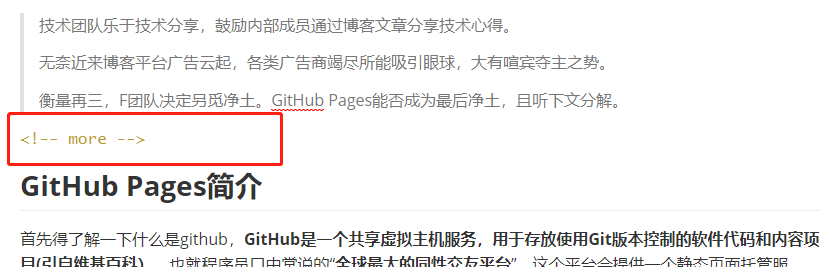 技术团队乐于技术分享，鼓励内部成员通过博客文章分享技术心得。
无奈近来博客平台广告云起，各类广告商竭尽所能吸引眼球，大有喧宾夺主之势。
衡量再三，F团队决定另觅净土。GitHub Pages能否成为最后净土，且听下文分解。
<!-- more -->
GitHub Pages简介
首先得了解一下什么是github，GitHub是一个共享虚拟主机服务，用于存放使用Git版本控制的软件代码和内容项
目(引自维基百科)。 也就程序员口中常说的“全球最大的同性交友平台”，这个平台会提供一个静态页面托管服